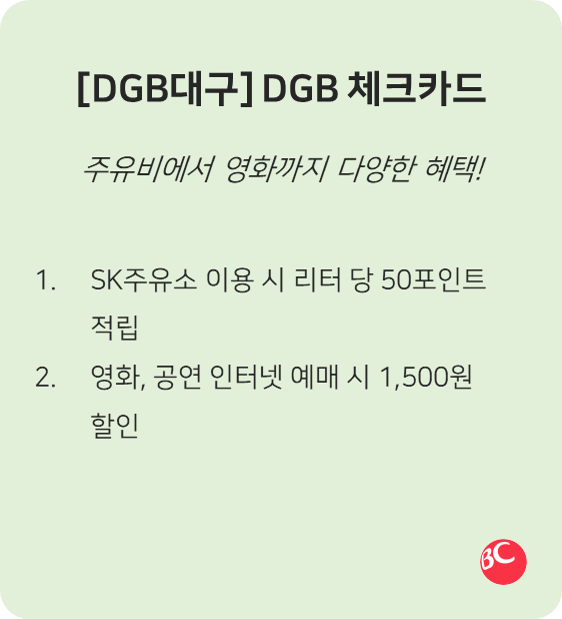 [DGB대구] DGB 체크카드
주유비에서 영화까지 다양한 혜택!
1. SK주유소 이용 시 리터 당 50포인트
적립
2. 영화, 공연 인터넷 예매 시 1,500원
할인
BC